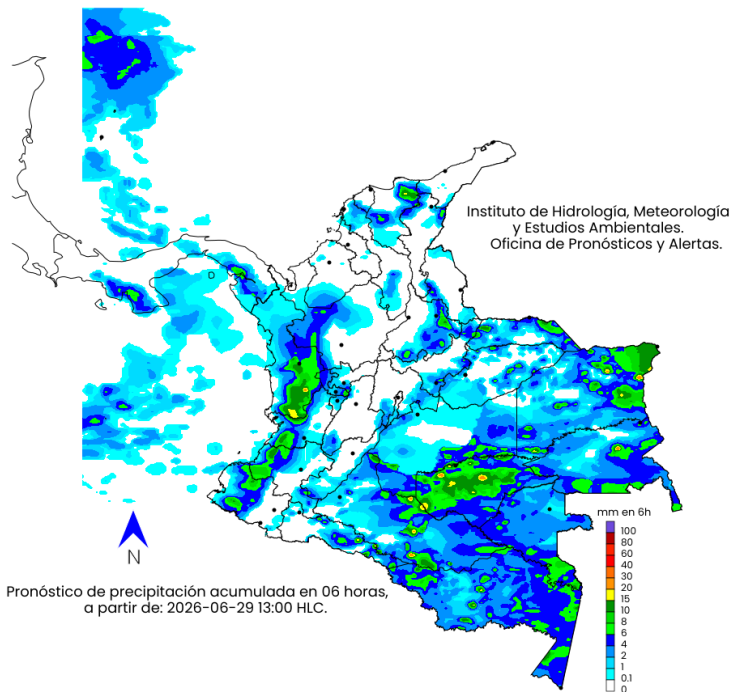 Instituto de Hidrología, Meteorología
y Estudios Ambientales.
Oficina de Pronósticos y Alertas.
mm en 6h
100
80
60
40
30
20
15
10
8
6
4
2
1
0.1
0
N
Pronóstico de precipitación acumulada en 06 horas,
a partir de: 2026-06-29 13:00 HLC.